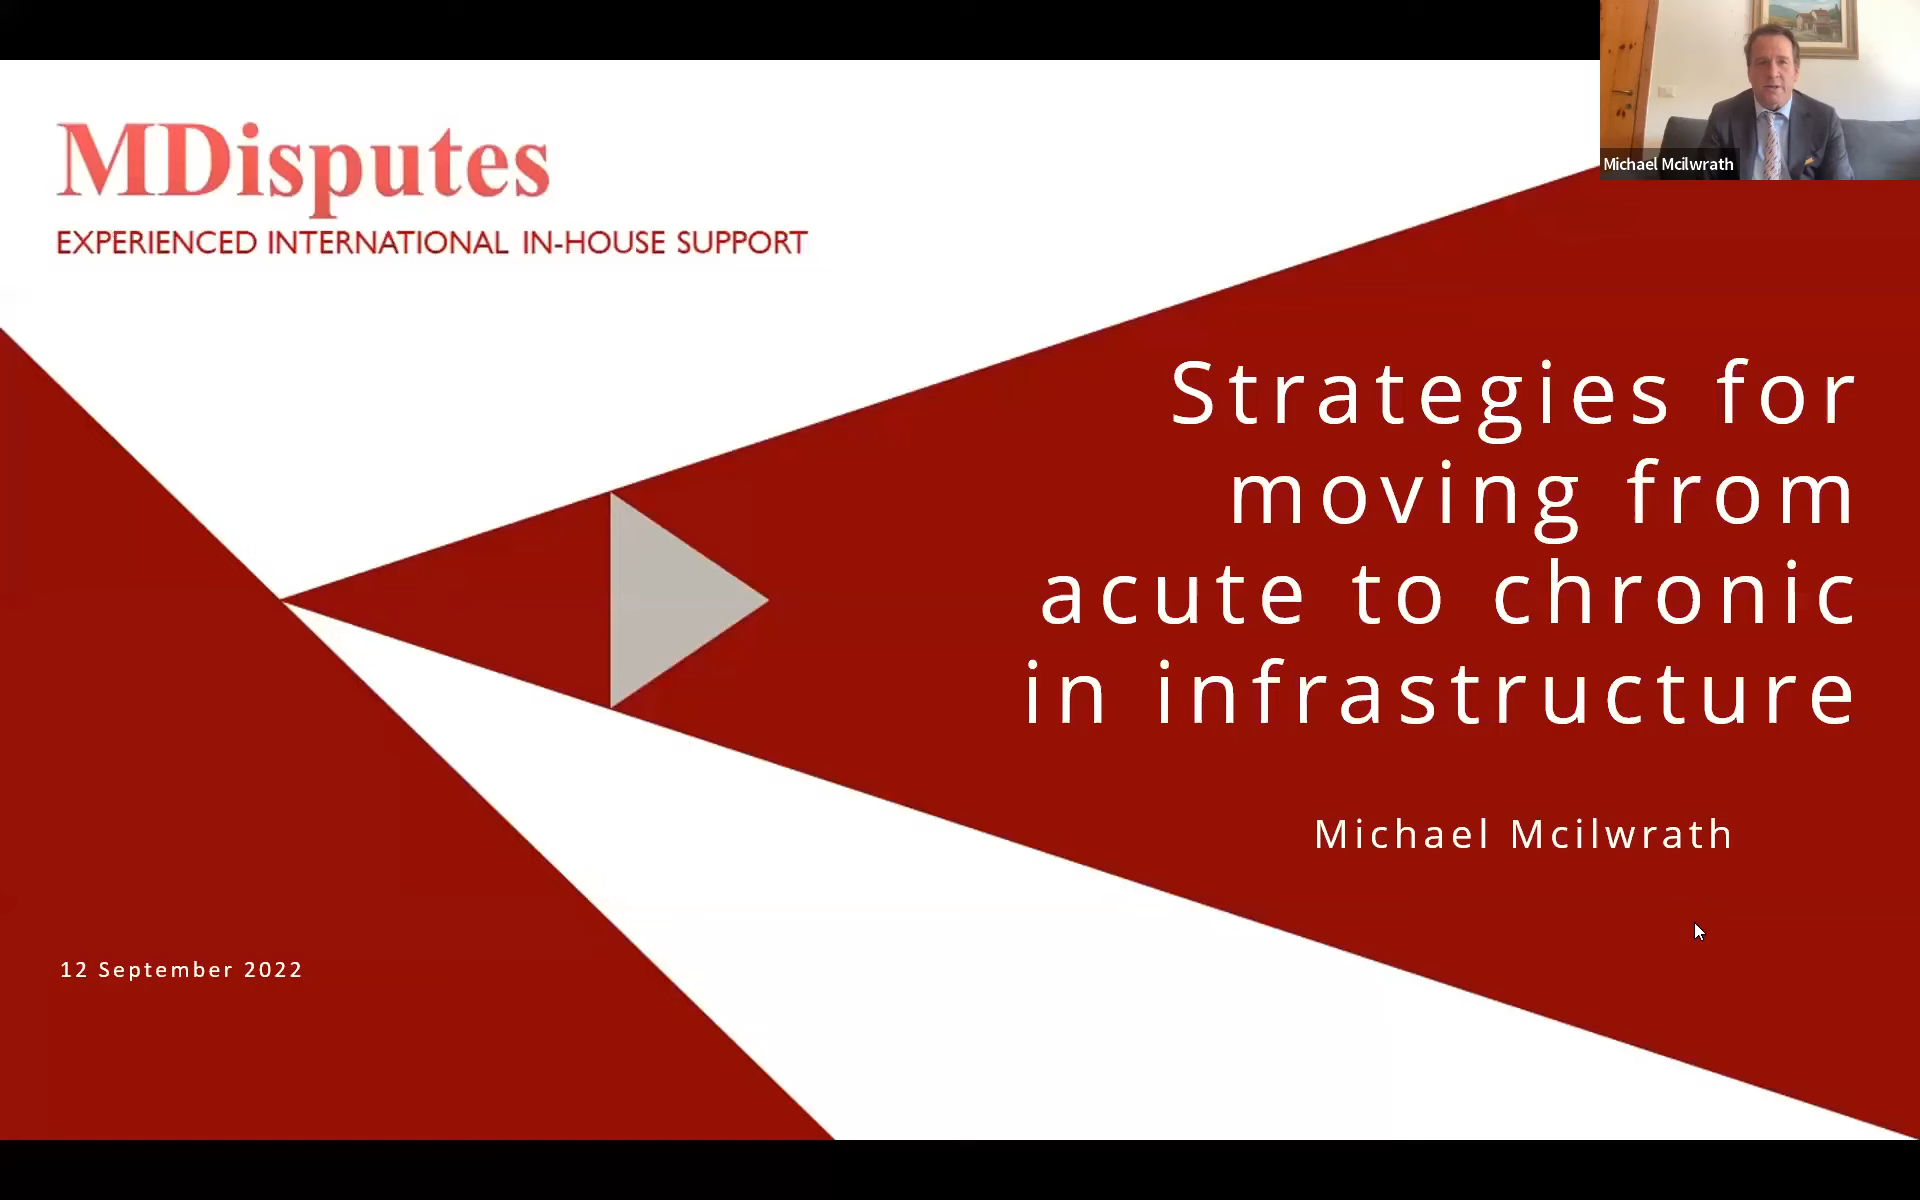 MDisputes
EXPERIENCED INTERNATIONAL IN-HOUSE SUPPORT
Michael Mcilwrath
Strategies for
moving from
acute to chronic
in infrastructure
Michael Mcilwrath
12 September 2022